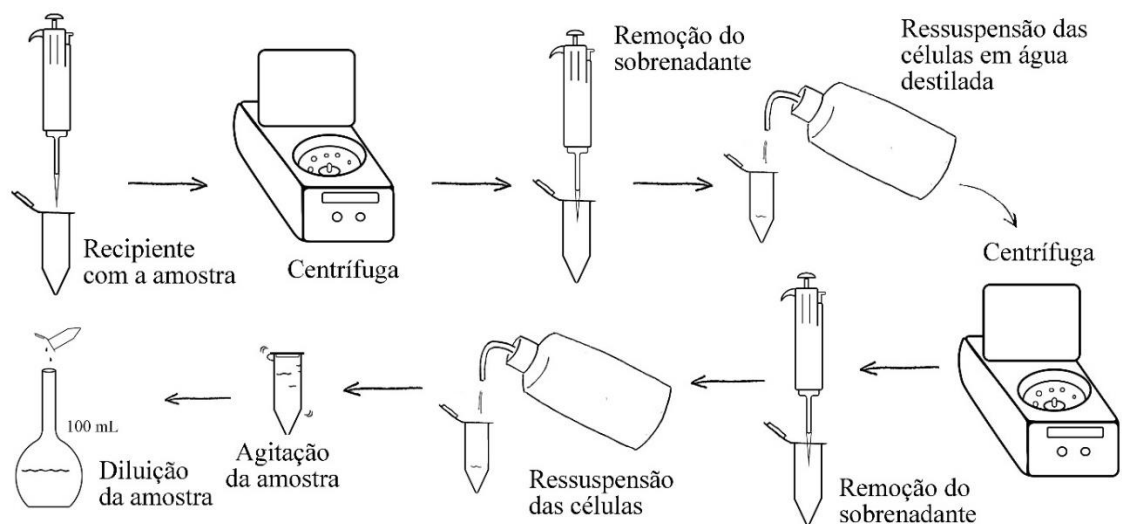 Recipiente
com a amostra
Centrífuga
Remoção do
sobrenadante
Ressuspensão das
células em água
destilada
Centrífuga
Remoção do
sobrenadante
Ressuspensão
das células
Agitação
da amostra
100 mL
Diluição
da amostra